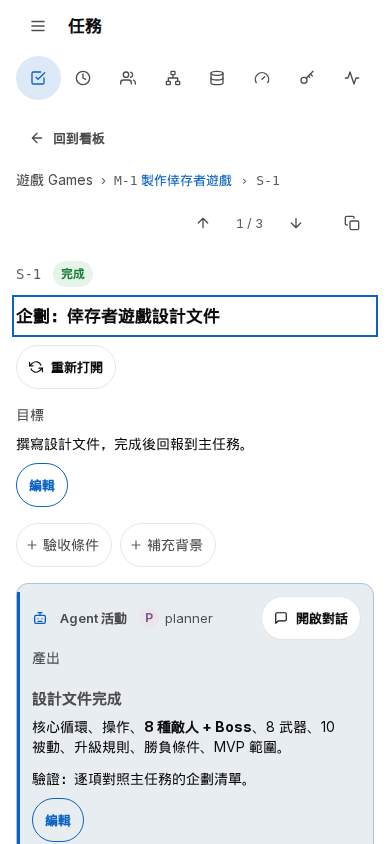 任務
回到看板
遊戲 Games › M-1 製作倖存者遊戲 › S-1
1 / 3
S-1 完成
企劃：倖存者遊戲設計文件
重新打開
目標
撰寫設計文件，完成後回報到主任務。
編輯
+ 驗收條件 + 補充背景
Agent 活動 P planner 開啟對話
產出
設計文件完成
核心循環、操作、8 種敵人 + Boss、8 武器、10
被動、升級規則、勝負條件、MVP 範圍。
驗證：逐項對照主任務的企劃清單。
編輯